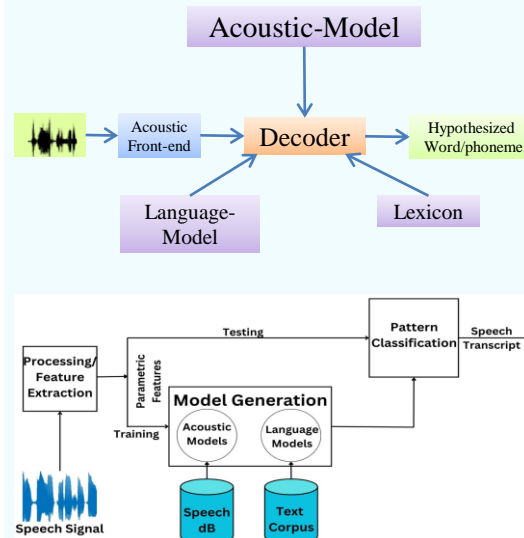 Acoustic-Model
Acoustic
Front-end
Decoder
Hypothesized
Word/phoneme
Language-
Model
Lexicon
Testing
Pattern
Classification
Speech
Transcript
Processing/
Feature
Extraction
Parametric
Features
Training
Model Generation
Acoustic
Models
Language
Models
Speech
dB
Text
Corpus
Speech Signal